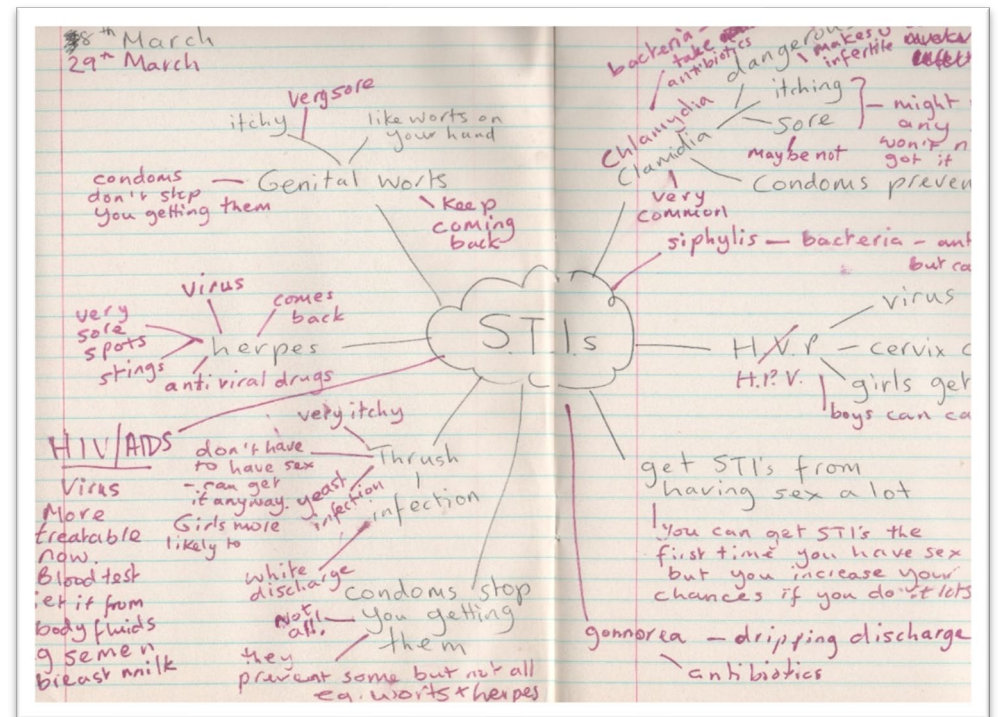 8th March
29th March
very sore
itchy
like worts on
your hand
Genital worts
condoms
don't stop
you getting them
Keep
coming
back
bacteria -
take
antibiotics
dangerous
makes u
infertile
itching
sore
might
any
won't
got it
maybe not
Chlamydia
Clamidia
Condoms preven
very
common
siphylis - bacteria - ant
but ca
virus
comes
back
very
sore
spots
stings
herpes
anti viral drugs
S.T.I.s
virus
H.V.P
H.P.V.
cervix c
girls get
boys can ca
HIV/AIDS
Virus
More
treatable
now.
Blood test
et it from
body fluids
g semen
breast milk
very itchy
don't have
to have sex
- can get
it anyway.
Girls more
likely to
Thrush
yeast
infection
infection
white
discharge
condoms stop
you getting
them
Not
all!
they
prevent some but not all
eg. worts + herpes
get STI's from
having sex a lot
you can get STI's the
first time you have sex
but you increase your
chances if you do it lots
gonnorea - dripping discharge
antibiotics